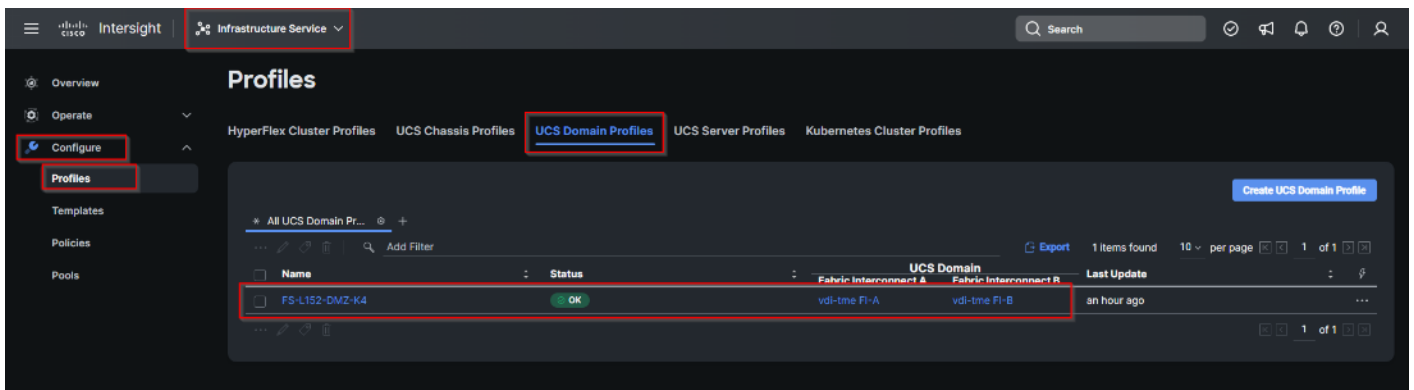 cisco Intersight Infrastructure Service Search
Overview
Operate
Configure
Profiles
Templates
Policies
Pools
Profiles
HyperFlex Cluster Profiles UCS Chassis Profiles UCS Domain Profiles UCS Server Profiles Kubernetes Cluster Profiles
Create UCS Domain Profile
All UCS Domain Pr... +
Add Filter Export 1 items found 10 per page 1 of 1
UCS Domain
Name Status Fabric Interconnect A Fabric Interconnect B Last Update
FS-L152-DMZ-K4 OK vdi-tme FI-A vdi-tme FI-B an hour ago ...
... 1 of 1